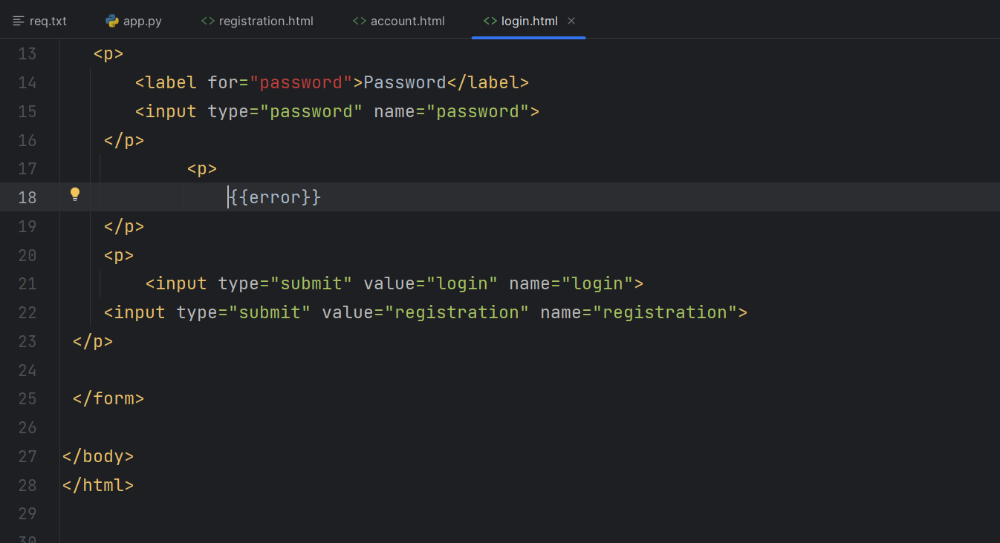 req.txt app.py <> registration.html <> account.html <> login.html ×
13 <p>
14 <label for="password">Password</label>
15 <input type="password" name="password">
16 </p>
17 <p>
18 {{error}}
19 </p>
20 <p>
21 <input type="submit" value="login" name="login">
22 <input type="submit" value="registration" name="registration">
23 </p>
24
25 </form>
26
27 </body>
28 </html>
29
30